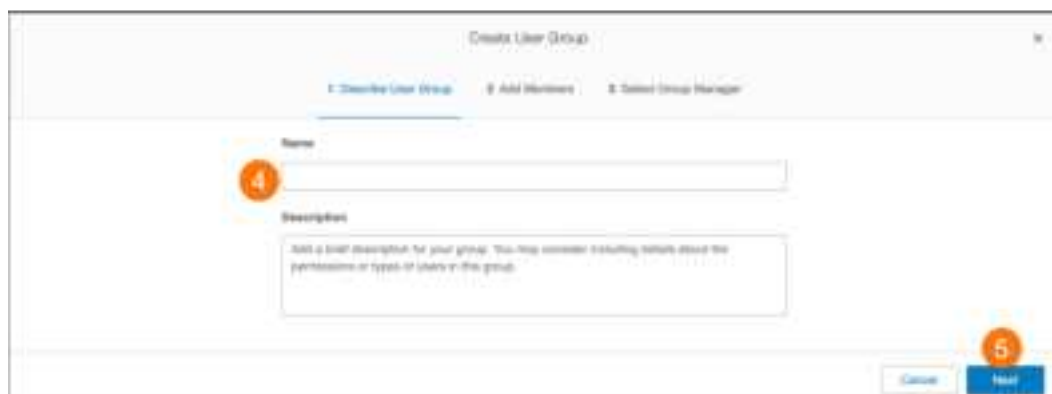 Create User Group
×
1 Describe User Group 2 Add Members 3 Select Group Manager
Name
4
Description
Add a brief description for your group. You may consider including details about the
permissions or types of users in this group.
5
Cancel Next